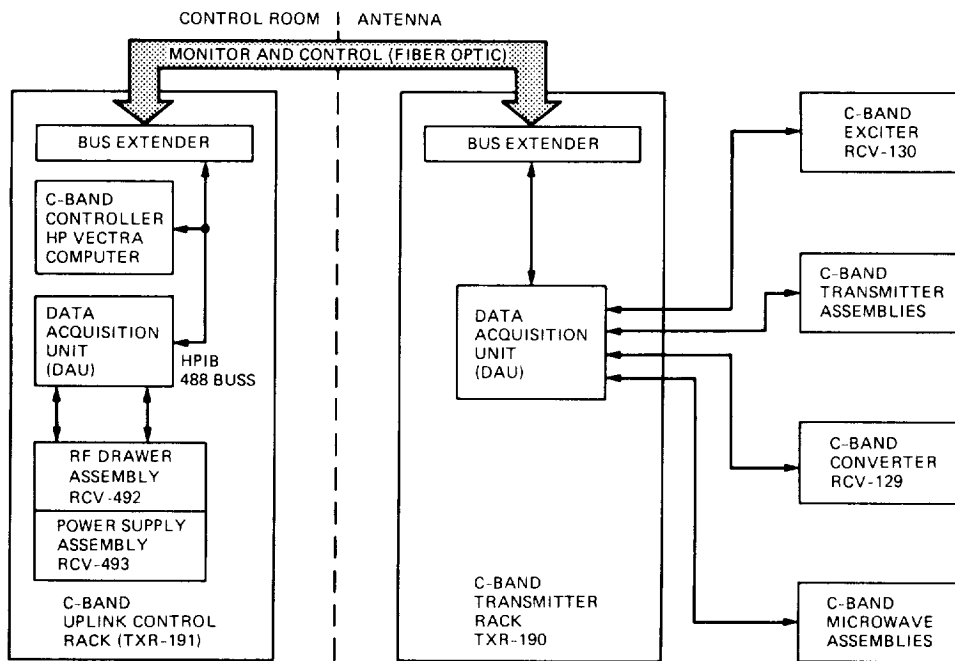 CONTROL ROOM
ANTENNA
MONITOR AND CONTROL (FIBER OPTIC)
BUS EXTENDER
C-BAND
CONTROLLER
HP VECTRA
COMPUTER
DATA
ACQUISITION
UNIT
(DAU)
HPIB
488 BUSS
RF DRAWER
ASSEMBLY
RCV-492
POWER SUPPLY
ASSEMBLY
RCV-493
C-BAND
UPLINK CONTROL
RACK (TXR-191)
BUS EXTENDER
DATA
ACQUISITION
UNIT
(DAU)
C-BAND
TRANSMITTER
RACK
TXR-190
C-BAND
EXCITER
RCV-130
C-BAND
TRANSMITTER
ASSEMBLIES
C-BAND
CONVERTER
RCV-129
C-BAND
MICROWAVE
ASSEMBLIES